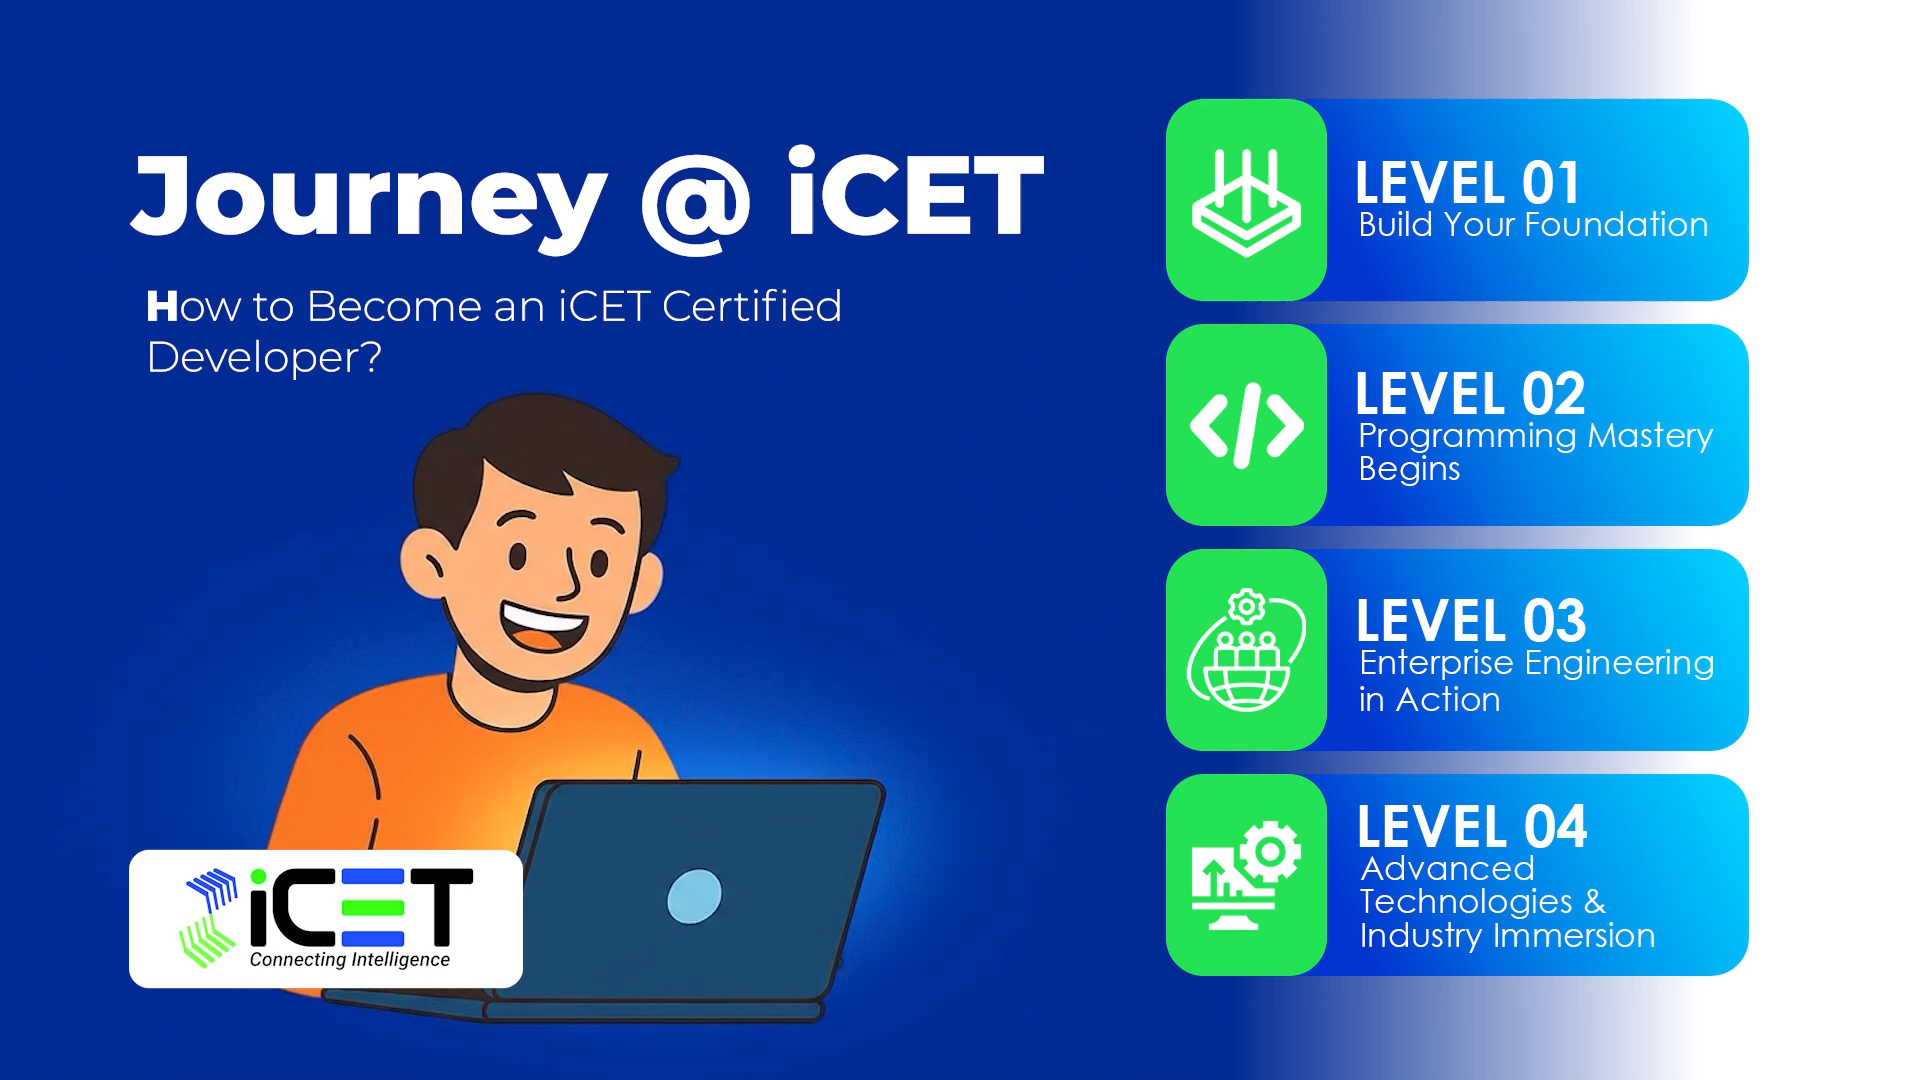 Journey @ iCET
How to Become an iCET Certified
Developer?
LEVEL 01
Build Your Foundation
LEVEL 02
Programming Mastery
Begins
LEVEL 03
Enterprise Engineering
in Action
LEVEL 04
Advanced
Technologies &
Industry Immersion
iCET
Connecting Intelligence